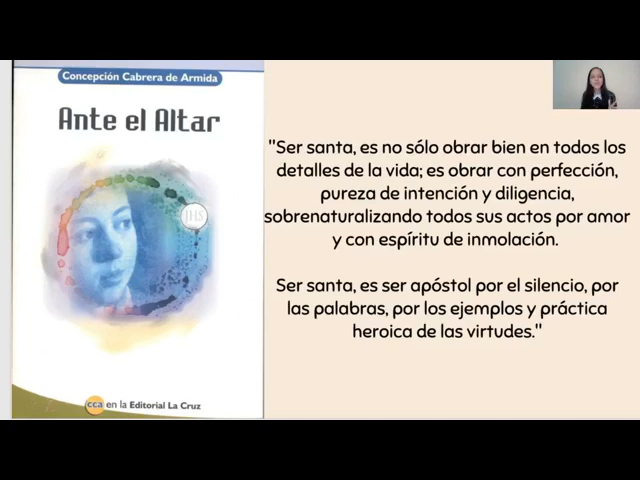 Concepción Cabrera de Armida
Ante el Altar
JHS
cca en la Editorial La Cruz
"Ser santa, es no sólo obrar bien en todos los
detalles de la vida; es obrar con perfección,
pureza de intención y diligencia,
sobrenaturalizando todos sus actos por amor
y con espíritu de inmolación.
Ser santa, es ser apóstol por el silencio, por
las palabras, por los ejemplos y práctica
heroica de las virtudes."